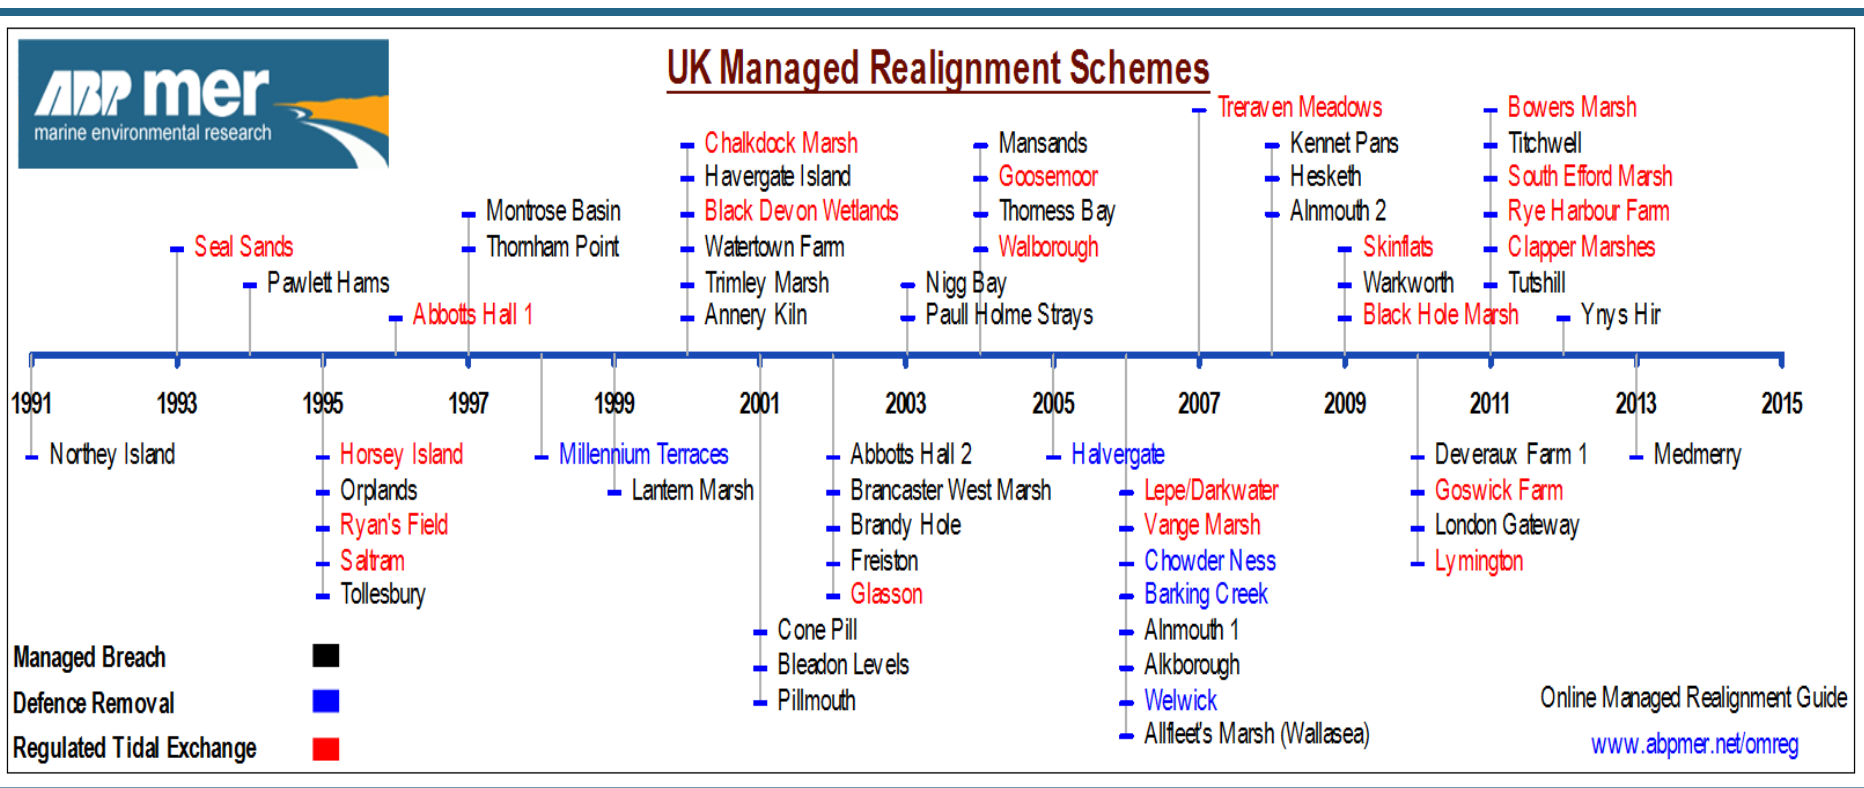 ABP mer
marine environmental research
UK Managed Realignment Schemes
Seal Sands
Pawlett Hams
Abbotts Hall 1
Montrose Basin
Thornham Point
Chalkdock Marsh
Havergate Island
Black Devon Wetlands
Watertown Farm
Trimley Marsh
Annery Kiln
Nigg Bay
Paull Holme Strays
Mansands
Goosemoor
Thorness Bay
Walborough
Treraven Meadows
Kennet Pans
Hesketh
Alnmouth 2
Skinflats
Warkworth
Black Hole Marsh
Bowers Marsh
Titchwell
South Efford Marsh
Rye Harbour Farm
Clapper Marshes
Tutshill
Ynys Hir
1991 1993 1995 1997 1999 2001 2003 2005 2007 2009 2011 2013 2015
Northey Island
Horsey Island
Orplands
Ryan's Field
Saltram
Tollesbury
Millennium Terraces
Lantern Marsh
Cone Pill
Bleadon Levels
Pillmouth
Abbotts Hall 2
Brancaster West Marsh
Brandy Hole
Freiston
Glasson
Halvergate
Lepe/Darkwater
Vange Marsh
Chowder Ness
Barking Creek
Alnmouth 1
Alkborough
Welwick
Allfleet's Marsh (Wallasea)
Deveraux Farm 1
Goswick Farm
London Gateway
Lymington
Medmerry
Managed Breach
Defence Removal
Regulated Tidal Exchange
Online Managed Realignment Guide
www.abpmer.net/omreg